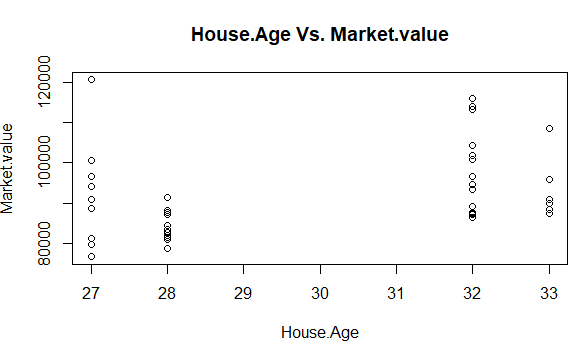 House.Age Vs. Market.value
Market.value
120000
100000
80000
27 28 29 30 31 32 33
House.Age